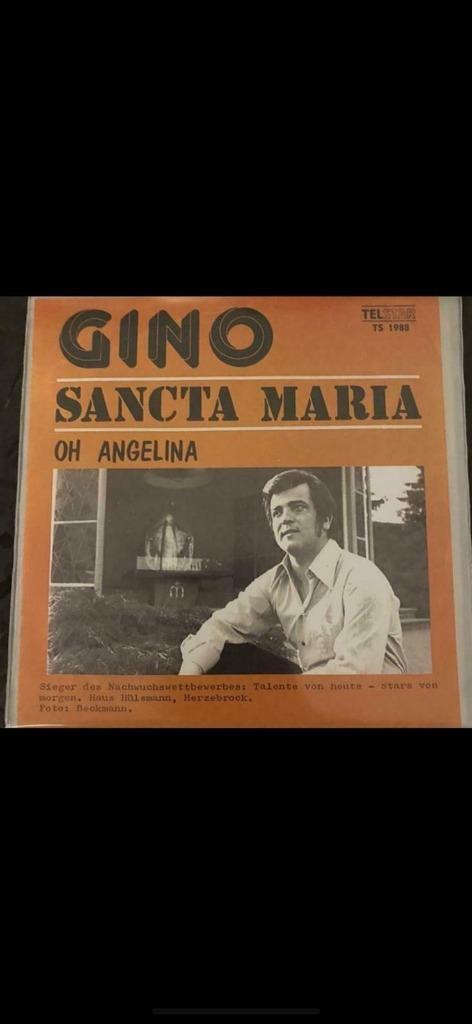 GINO
TELSTAR
TS 1988
SANCTA MARIA
OH ANGELINA
Sieger des Nachwuchswettbewerbes: Talente von heute - stars von
morgen. Haus Hülsmann, Herzebrock.
Foto: Beckmann.